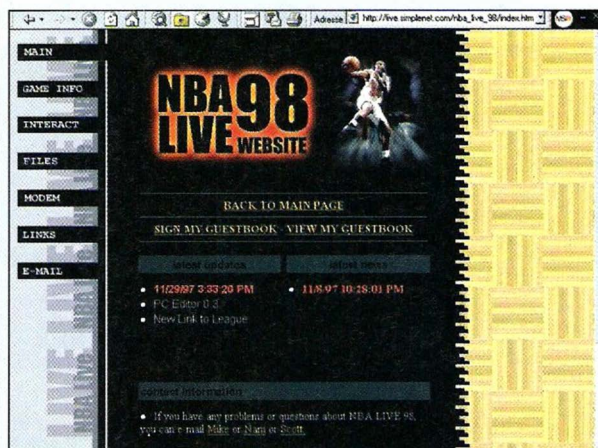 Adresse http://live.simplenet.com/nba_live_98/index.htm
MAIN
GAME INFO
INTERACT
FILES
MODEM
LINKS
E-MAIL
NBA 98
LIVE WEBSITE
BACK TO MAIN PAGE
SIGN MY GUESTBOOK - VIEW MY GUESTBOOK
latest updates
latest news
• 11/29/97 3:33:20 PM
• PC Editor 0.3
• New Link to League
• 11/8/97 10:28:01 PM
contact information
• If you have any problems or questions about NBA LIVE 98,
you can e-mail Mike or Nani or Scott.
LIVE
NBA Live